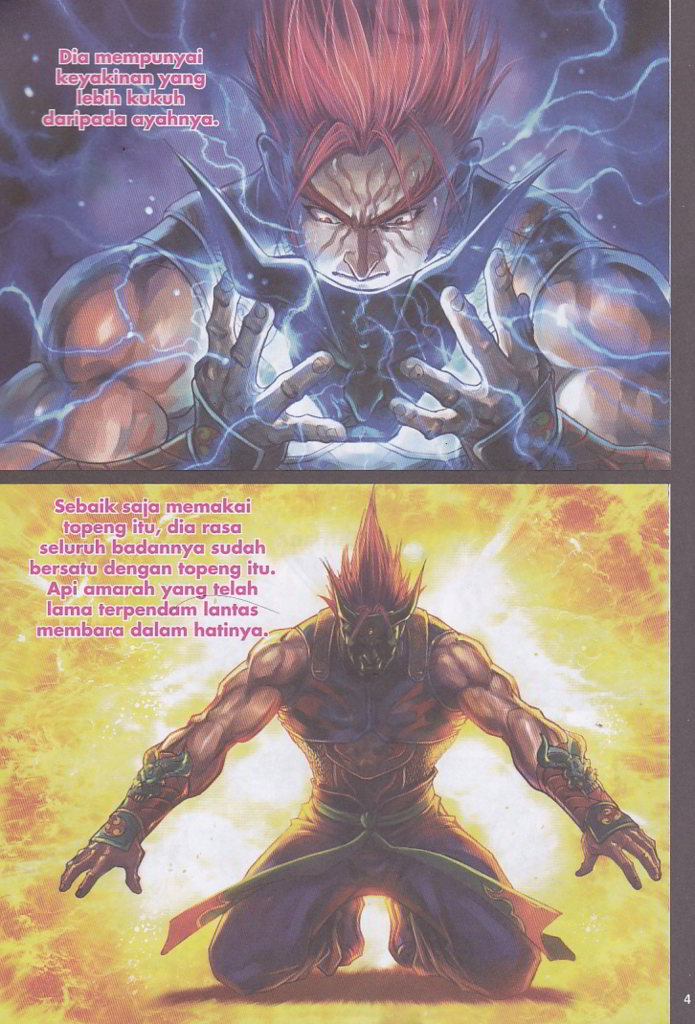 Dia mempunyai
keyakinan yang
lebih kukuh
daripada ayahnya.
Sebaik saja memakai
topeng itu, dia rasa
seluruh badannya sudah
bersatu dengan topeng itu.
Api amarah yang telah
lama terpendam lantas
membara dalam hatinya.
4